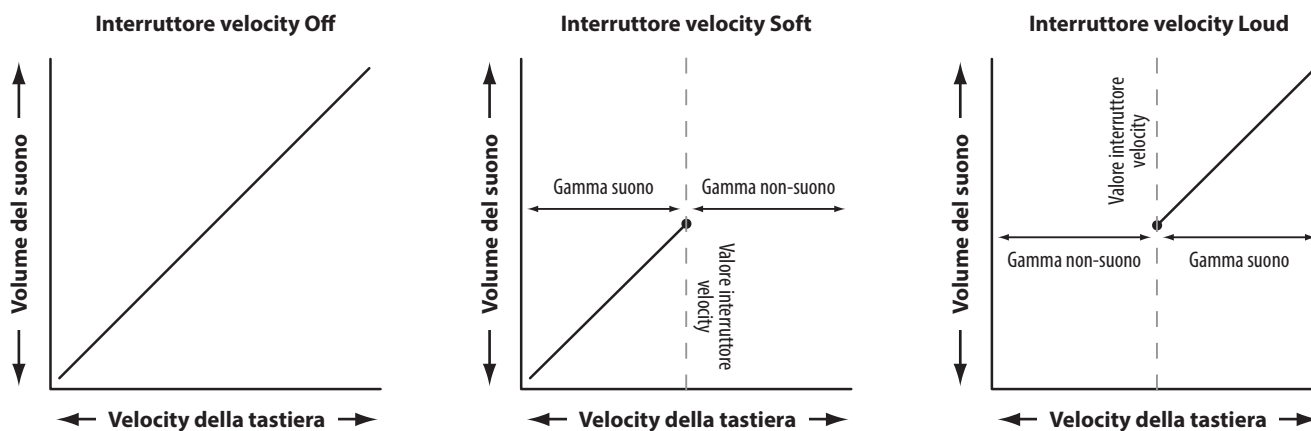 Interruttore velocity Off
Volume del suono
Velocity della tastiera
Interruttore velocity Soft
Volume del suono
Gamma suono
Gamma non-suono
Valore interruttore
velocity
Velocity della tastiera
Interruttore velocity Loud
Volume del suono
Valore interruttore
velocity
Gamma non-suono
Gamma suono
Velocity della tastiera